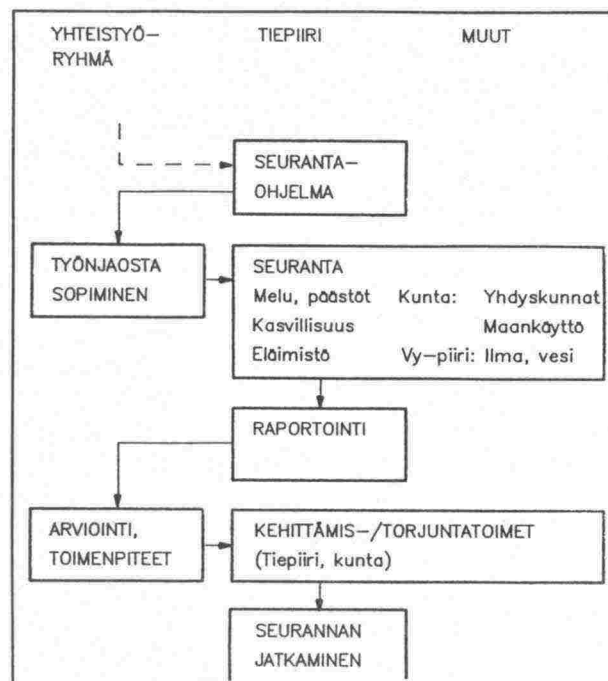 YHTEISTYÖ- TIEPIIRI MUUT
RYHMÄ
SEURANTA-
OHJELMA
TYÖNJAOSTA
SOPIMINEN
SEURANTA
Melu, päästöt Kunta: Yhdyskunnat
Kasvillisuus Maankäyttö
Eläimistö Vy-piiri: Ilma, vesi
RAPORTOINTI
ARVIOINTI,
TOIMENPITEET
KEHITTÄMIS-/TORJUNTATOIMET
(Tiepiiri, kunta)
SEURANNAN
JATKAMINEN